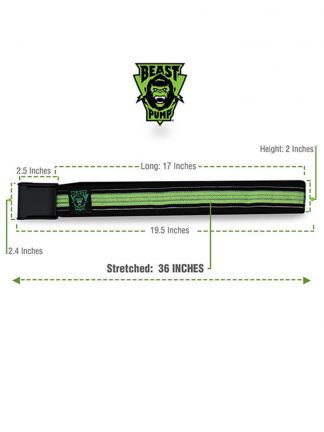 BEAST
PUMP
Height: 2 Inches
Long: 17 Inches
2.5 Inches
19.5 Inches
2.4 Inches
Stretched: 36 INCHES